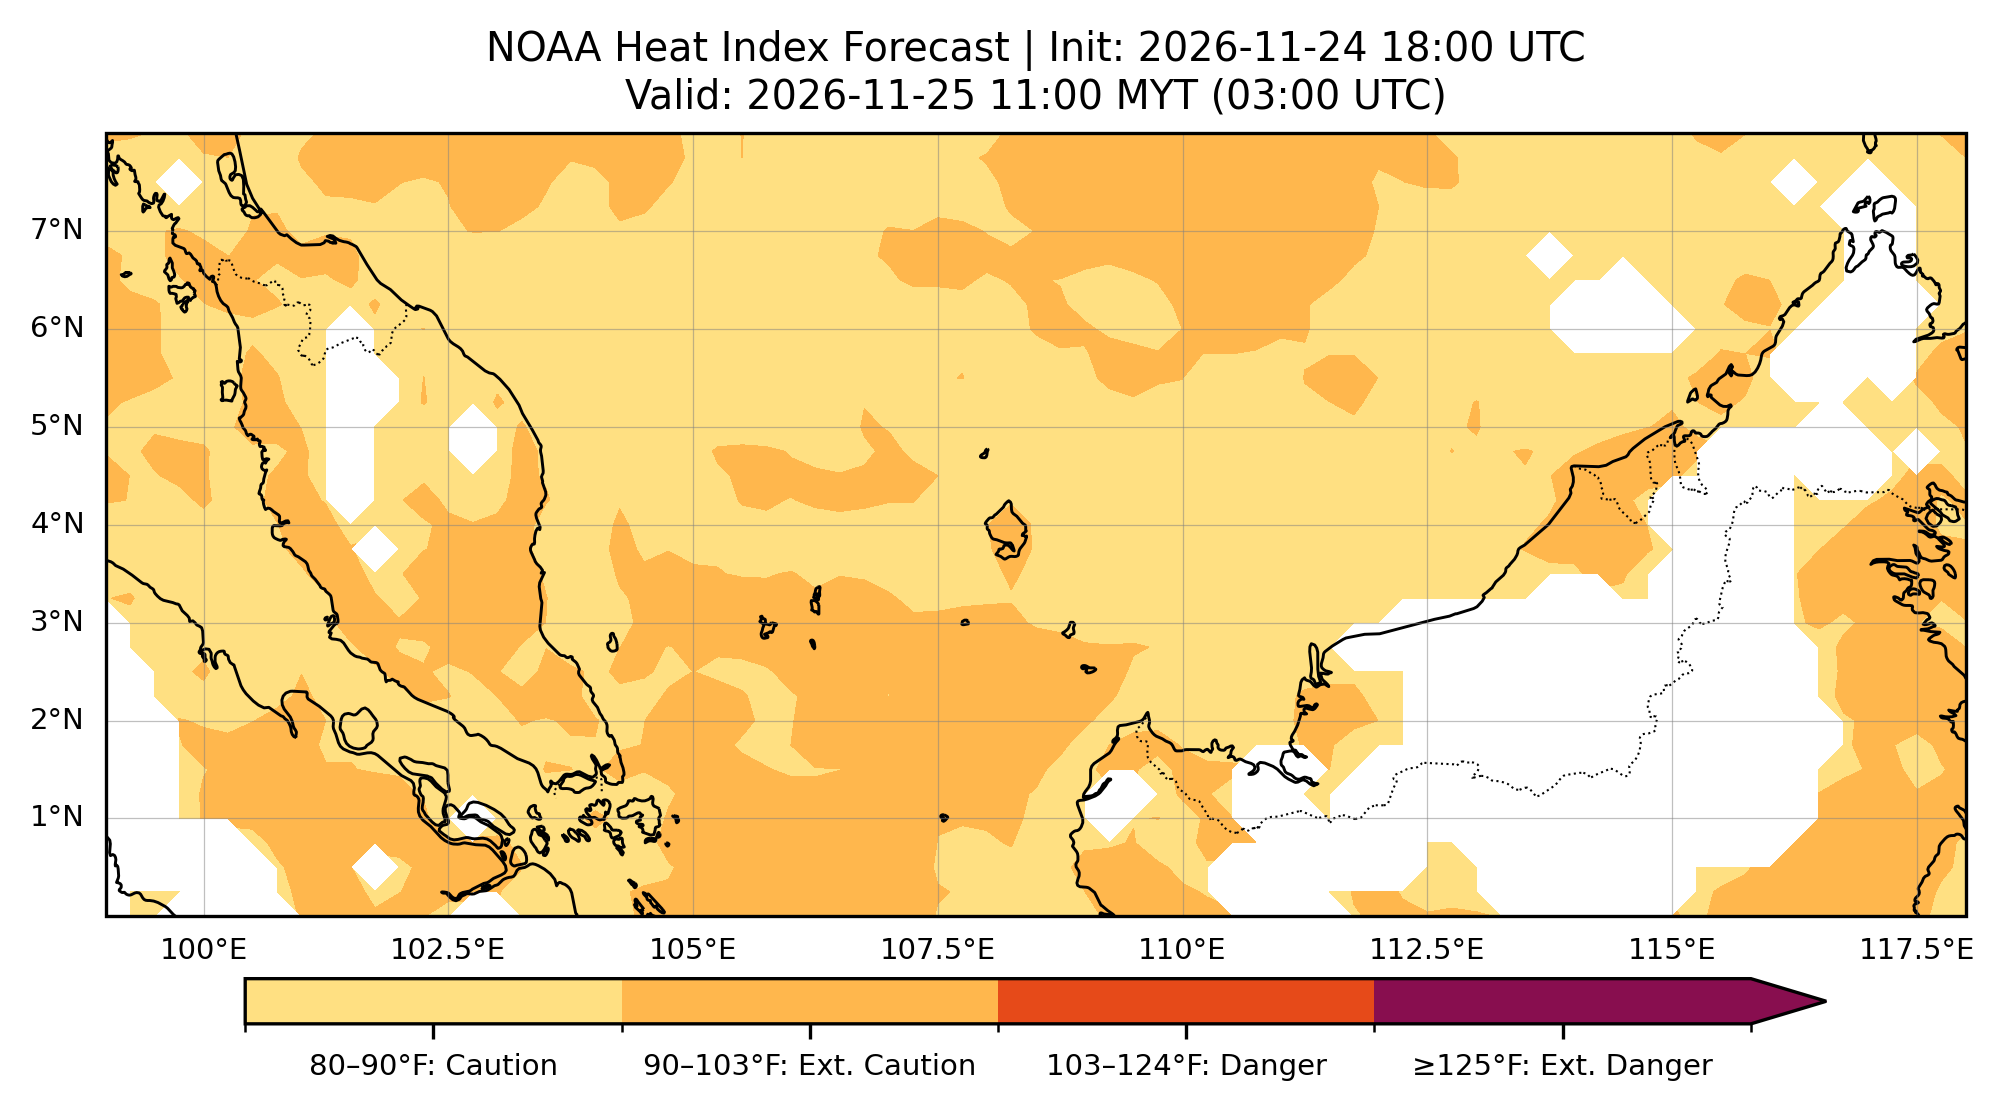 NOAA Heat Index Forecast | Init: 2026-11-24 18:00 UTC
Valid: 2026-11-25 11:00 MYT (03:00 UTC)
7°N
6°N
5°N
4°N
3°N
2°N
1°N
100°E 102.5°E 105°E 107.5°E 110°E 112.5°E 115°E 117.5°E
80–90°F: Caution 90–103°F: Ext. Caution 103–124°F: Danger ≥125°F: Ext. Danger